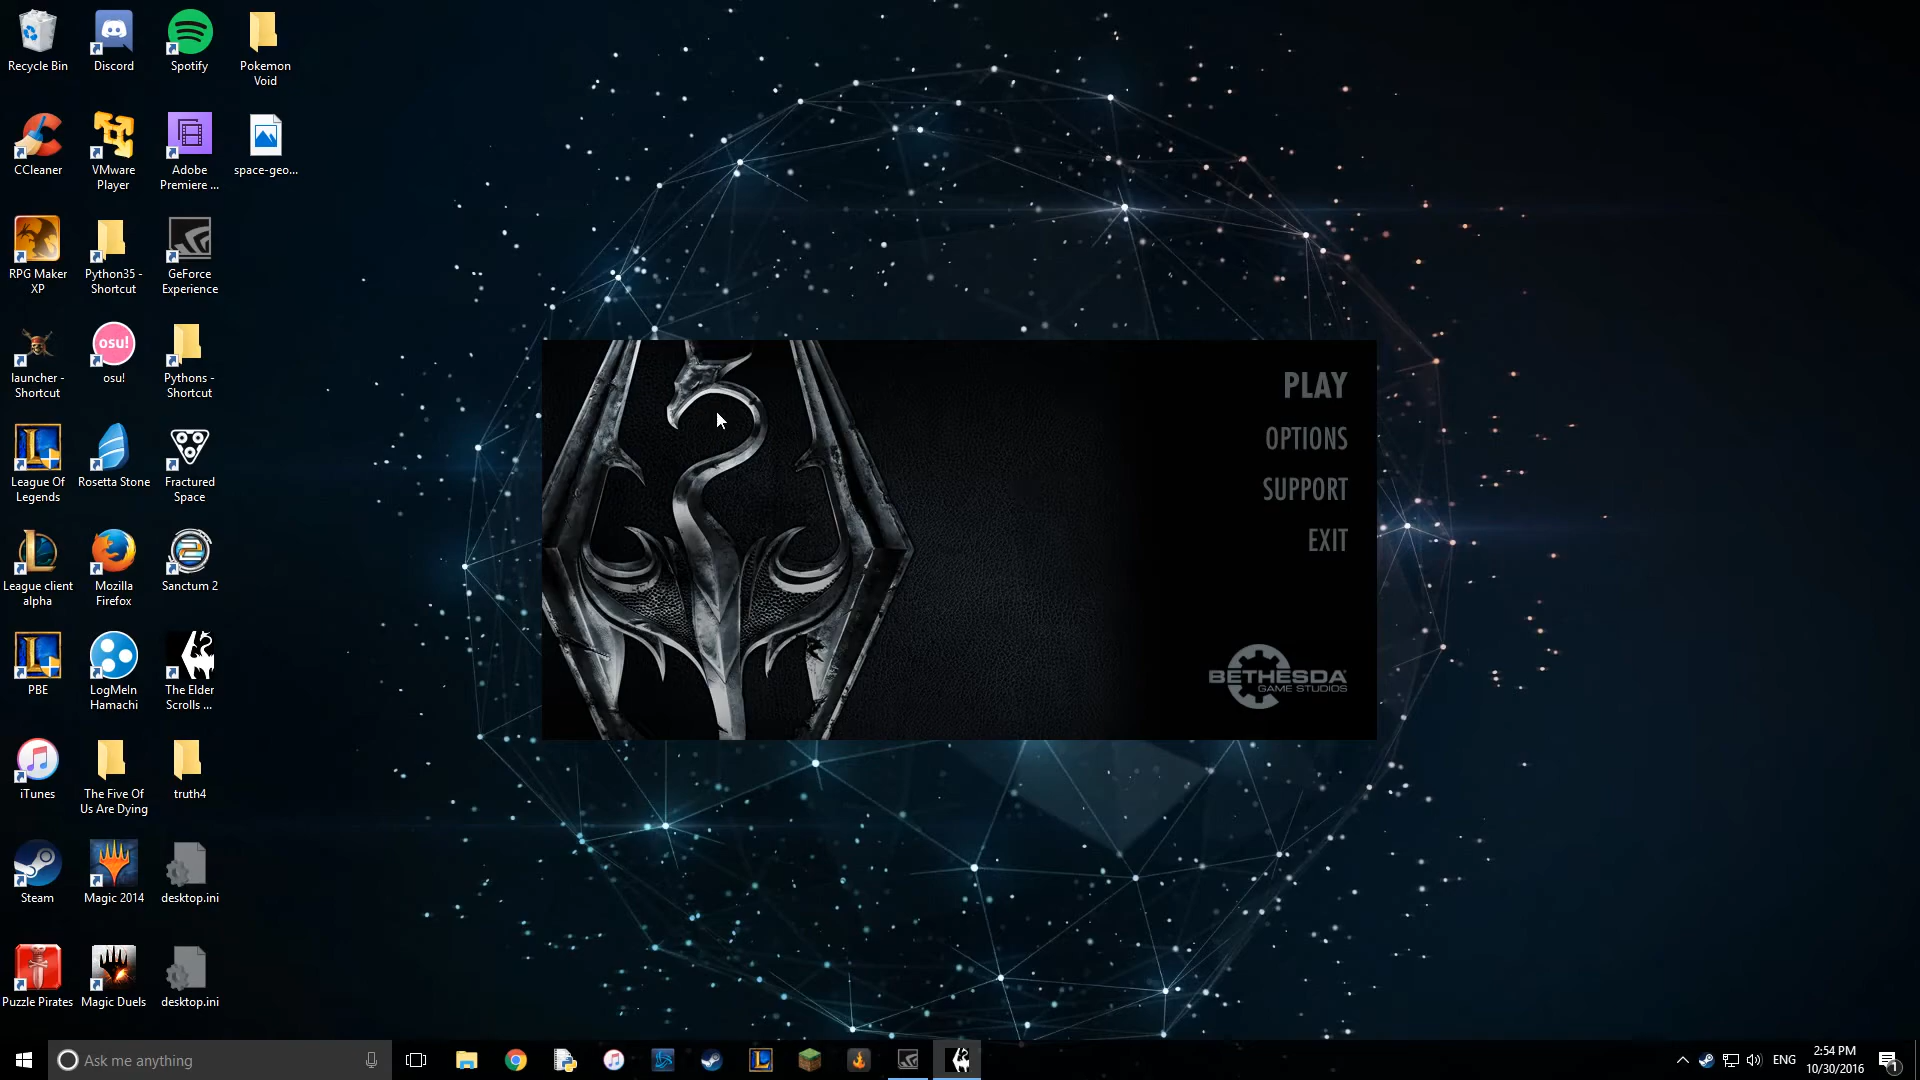 Recycle Bin
Discord
Spotify
Pokemon
Void
CCleaner
VMware
Player
Adobe
Premiere ...
space-geo...
RPG Maker
XP
Python35 -
Shortcut
GeForce
Experience
launcher -
Shortcut
osu!
osu!
Pythons -
Shortcut
League Of
Legends
Rosetta Stone
Fractured
Space
League client
alpha
Mozilla
Firefox
Sanctum 2
PBE
LogMeIn
Hamachi
The Elder
Scrolls ...
iTunes
The Five Of
Us Are Dying
truth4
Steam
Magic 2014
desktop.ini
Puzzle Pirates
Magic Duels
desktop.ini
PLAY
OPTIONS
SUPPORT
EXIT
BETHESDA
GAME STUDIOS
Ask me anything
ENG
2:54 PM
10/30/2016
1